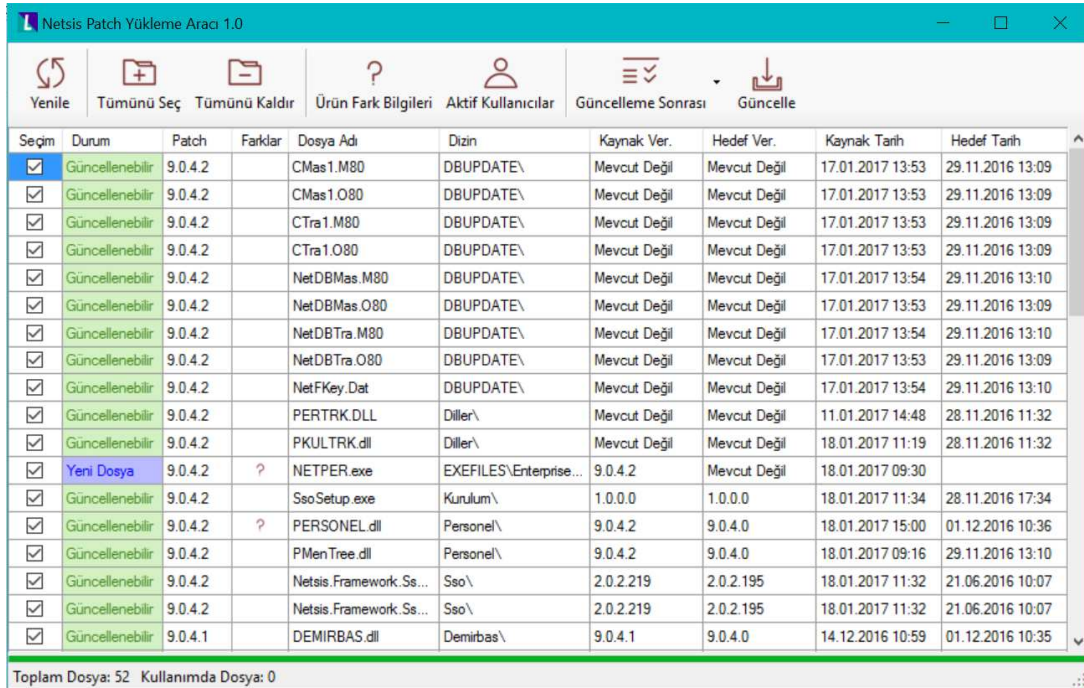 Netsis Patch Yükleme Aracı 1.0
Yenile Tümünü Seç Tümünü Kaldır Ürün Fark Bilgileri Aktif Kullanıcılar Güncelleme Sonrası Güncelle
Seçim Durum Patch Farklar Dosya Adı Dizin Kaynak Ver. Hedef Ver. Kaynak Tarih Hedef Tarih
Güncellenebilir 9.0.4.2 CMas1.M80 DBUPDATE\ Mevcut Değil Mevcut Değil 17.01.2017 13:53 29.11.2016 13:09
Güncellenebilir 9.0.4.2 CMas1.O80 DBUPDATE\ Mevcut Değil Mevcut Değil 17.01.2017 13:53 29.11.2016 13:09
Güncellenebilir 9.0.4.2 CTra1.M80 DBUPDATE\ Mevcut Değil Mevcut Değil 17.01.2017 13:53 29.11.2016 13:09
Güncellenebilir 9.0.4.2 CTra1.O80 DBUPDATE\ Mevcut Değil Mevcut Değil 17.01.2017 13:53 29.11.2016 13:09
Güncellenebilir 9.0.4.2 NetDBMas.M80 DBUPDATE\ Mevcut Değil Mevcut Değil 17.01.2017 13:54 29.11.2016 13:10
Güncellenebilir 9.0.4.2 NetDBMas.O80 DBUPDATE\ Mevcut Değil Mevcut Değil 17.01.2017 13:53 29.11.2016 13:09
Güncellenebilir 9.0.4.2 NetDBTra.M80 DBUPDATE\ Mevcut Değil Mevcut Değil 17.01.2017 13:54 29.11.2016 13:10
Güncellenebilir 9.0.4.2 NetDBTra.O80 DBUPDATE\ Mevcut Değil Mevcut Değil 17.01.2017 13:53 29.11.2016 13:09
Güncellenebilir 9.0.4.2 NetFKey.Dat DBUPDATE\ Mevcut Değil Mevcut Değil 17.01.2017 13:54 29.11.2016 13:10
Güncellenebilir 9.0.4.2 PERTRK.DLL Diller\ Mevcut Değil Mevcut Değil 11.01.2017 14:48 28.11.2016 11:32
Güncellenebilir 9.0.4.2 PKULTRK.dll Diller\ Mevcut Değil Mevcut Değil 18.01.2017 11:19 28.11.2016 11:32
Yeni Dosya 9.0.4.2 ? NETPER.exe EXEFILES\Enterprise... 9.0.4.2 Mevcut Değil 18.01.2017 09:30
Güncellenebilir 9.0.4.2 SsoSetup.exe Kurulum\ 1.0.0.0 1.0.0.0 18.01.2017 11:34 28.11.2016 17:34
Güncellenebilir 9.0.4.2 ? PERSONEL.dll Personel\ 9.0.4.2 9.0.4.0 18.01.2017 15:00 01.12.2016 10:36
Güncellenebilir 9.0.4.2 PMenTree.dll Personel\ 9.0.4.2 9.0.4.0 18.01.2017 09:16 29.11.2016 13:10
Güncellenebilir 9.0.4.2 Netsis.Framework.Ss... Sso\ 2.0.2.219 2.0.2.195 18.01.2017 11:32 21.06.2016 10:07
Güncellenebilir 9.0.4.2 Netsis.Framework.Ss... Sso\ 2.0.2.219 2.0.2.195 18.01.2017 11:32 21.06.2016 10:07
Güncellenebilir 9.0.4.1 DEMIRBAS.dll Demirbas\ 9.0.4.1 9.0.4.0 14.12.2016 10:59 01.12.2016 10:35
Toplam Dosya: 52 Kullanımda Dosya: 0